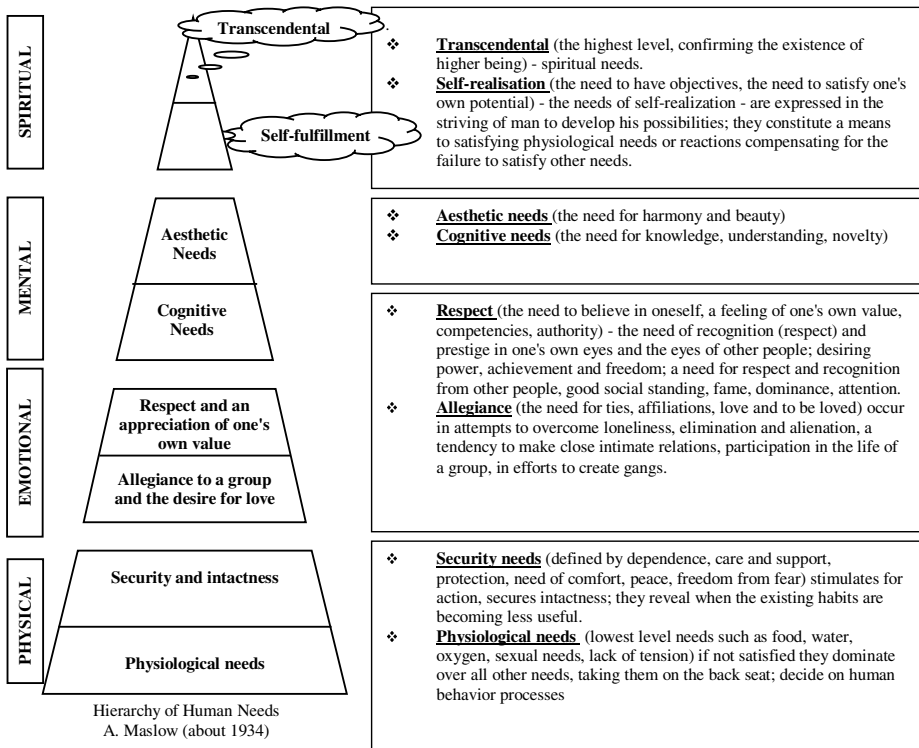 SPIRITUAL
Transcendental
Self-fulfillment
❖ Transcendental (the highest level, confirming the existence of
higher being) - spiritual needs.
❖ Self-realisation (the need to have objectives, the need to satisfy one's
own potential) - the needs of self-realization - are expressed in the
striving of man to develop his possibilities; they constitute a means
to satisfying physiological needs or reactions compensating for the
failure to satisfy other needs.
MENTAL
Aesthetic
Needs
Cognitive
Needs
❖ Aesthetic needs (the need for harmony and beauty)
❖ Cognitive needs (the need for knowledge, understanding, novelty)
EMOTIONAL
Respect and an
appreciation of one's
own value
Allegiance to a group
and the desire for love
❖ Respect (the need to believe in oneself, a feeling of one's own value,
competencies, authority) - the need of recognition (respect) and
prestige in one's own eyes and the eyes of other people; desiring
power, achievement and freedom; a need for respect and recognition
from other people, good social standing, fame, dominance, attention.
❖ Allegiance (the need for ties, affiliations, love and to be loved) occur
in attempts to overcome loneliness, elimination and alienation, a
tendency to make close intimate relations, participation in the life of
a group, in efforts to create gangs.
PHYSICAL
Security and intactness
Physiological needs
❖ Security needs (defined by dependence, care and support,
protection, need of comfort, peace, freedom from fear) stimulates for
action, secures intactness; they reveal when the existing habits are
becoming less useful.
❖ Physiological needs (lowest level needs such as food, water,
oxygen, sexual needs, lack of tension) if not satisfied they dominate
over all other needs, taking them on the back seat; decide on human
behavior processes
Hierarchy of Human Needs
A. Maslow (about 1934)